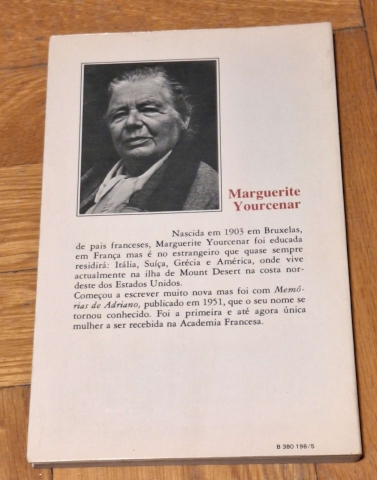 Marguerite
Yourcenar
Nascida em 1903 em Bruxelas,
de pais franceses, Marguerite Yourcenar foi educada
em França mas é no estrangeiro que quase sempre
residirá: Itália, Suíça, Grécia e América, onde vive
actualmente na ilha de Mount Desert na costa nor-
deste dos Estados Unidos.
Começou a escrever muito nova mas foi com Memó-
rias de Adriano, publicado em 1951, que o seu nome se
tornou conhecido. Foi a primeira e até agora única
mulher a ser recebida na Academia Francesa.
B 380 196/5